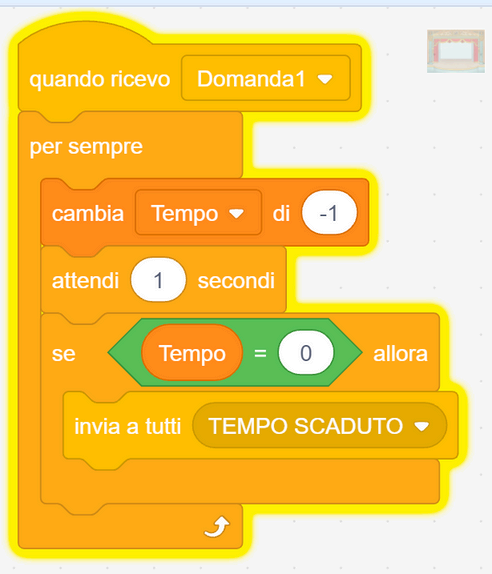 quando ricevo Domanda1
per sempre
cambia Tempo di -1
attendi 1 secondi
se Tempo = 0 allora
invia a tutti TEMPO SCADUTO